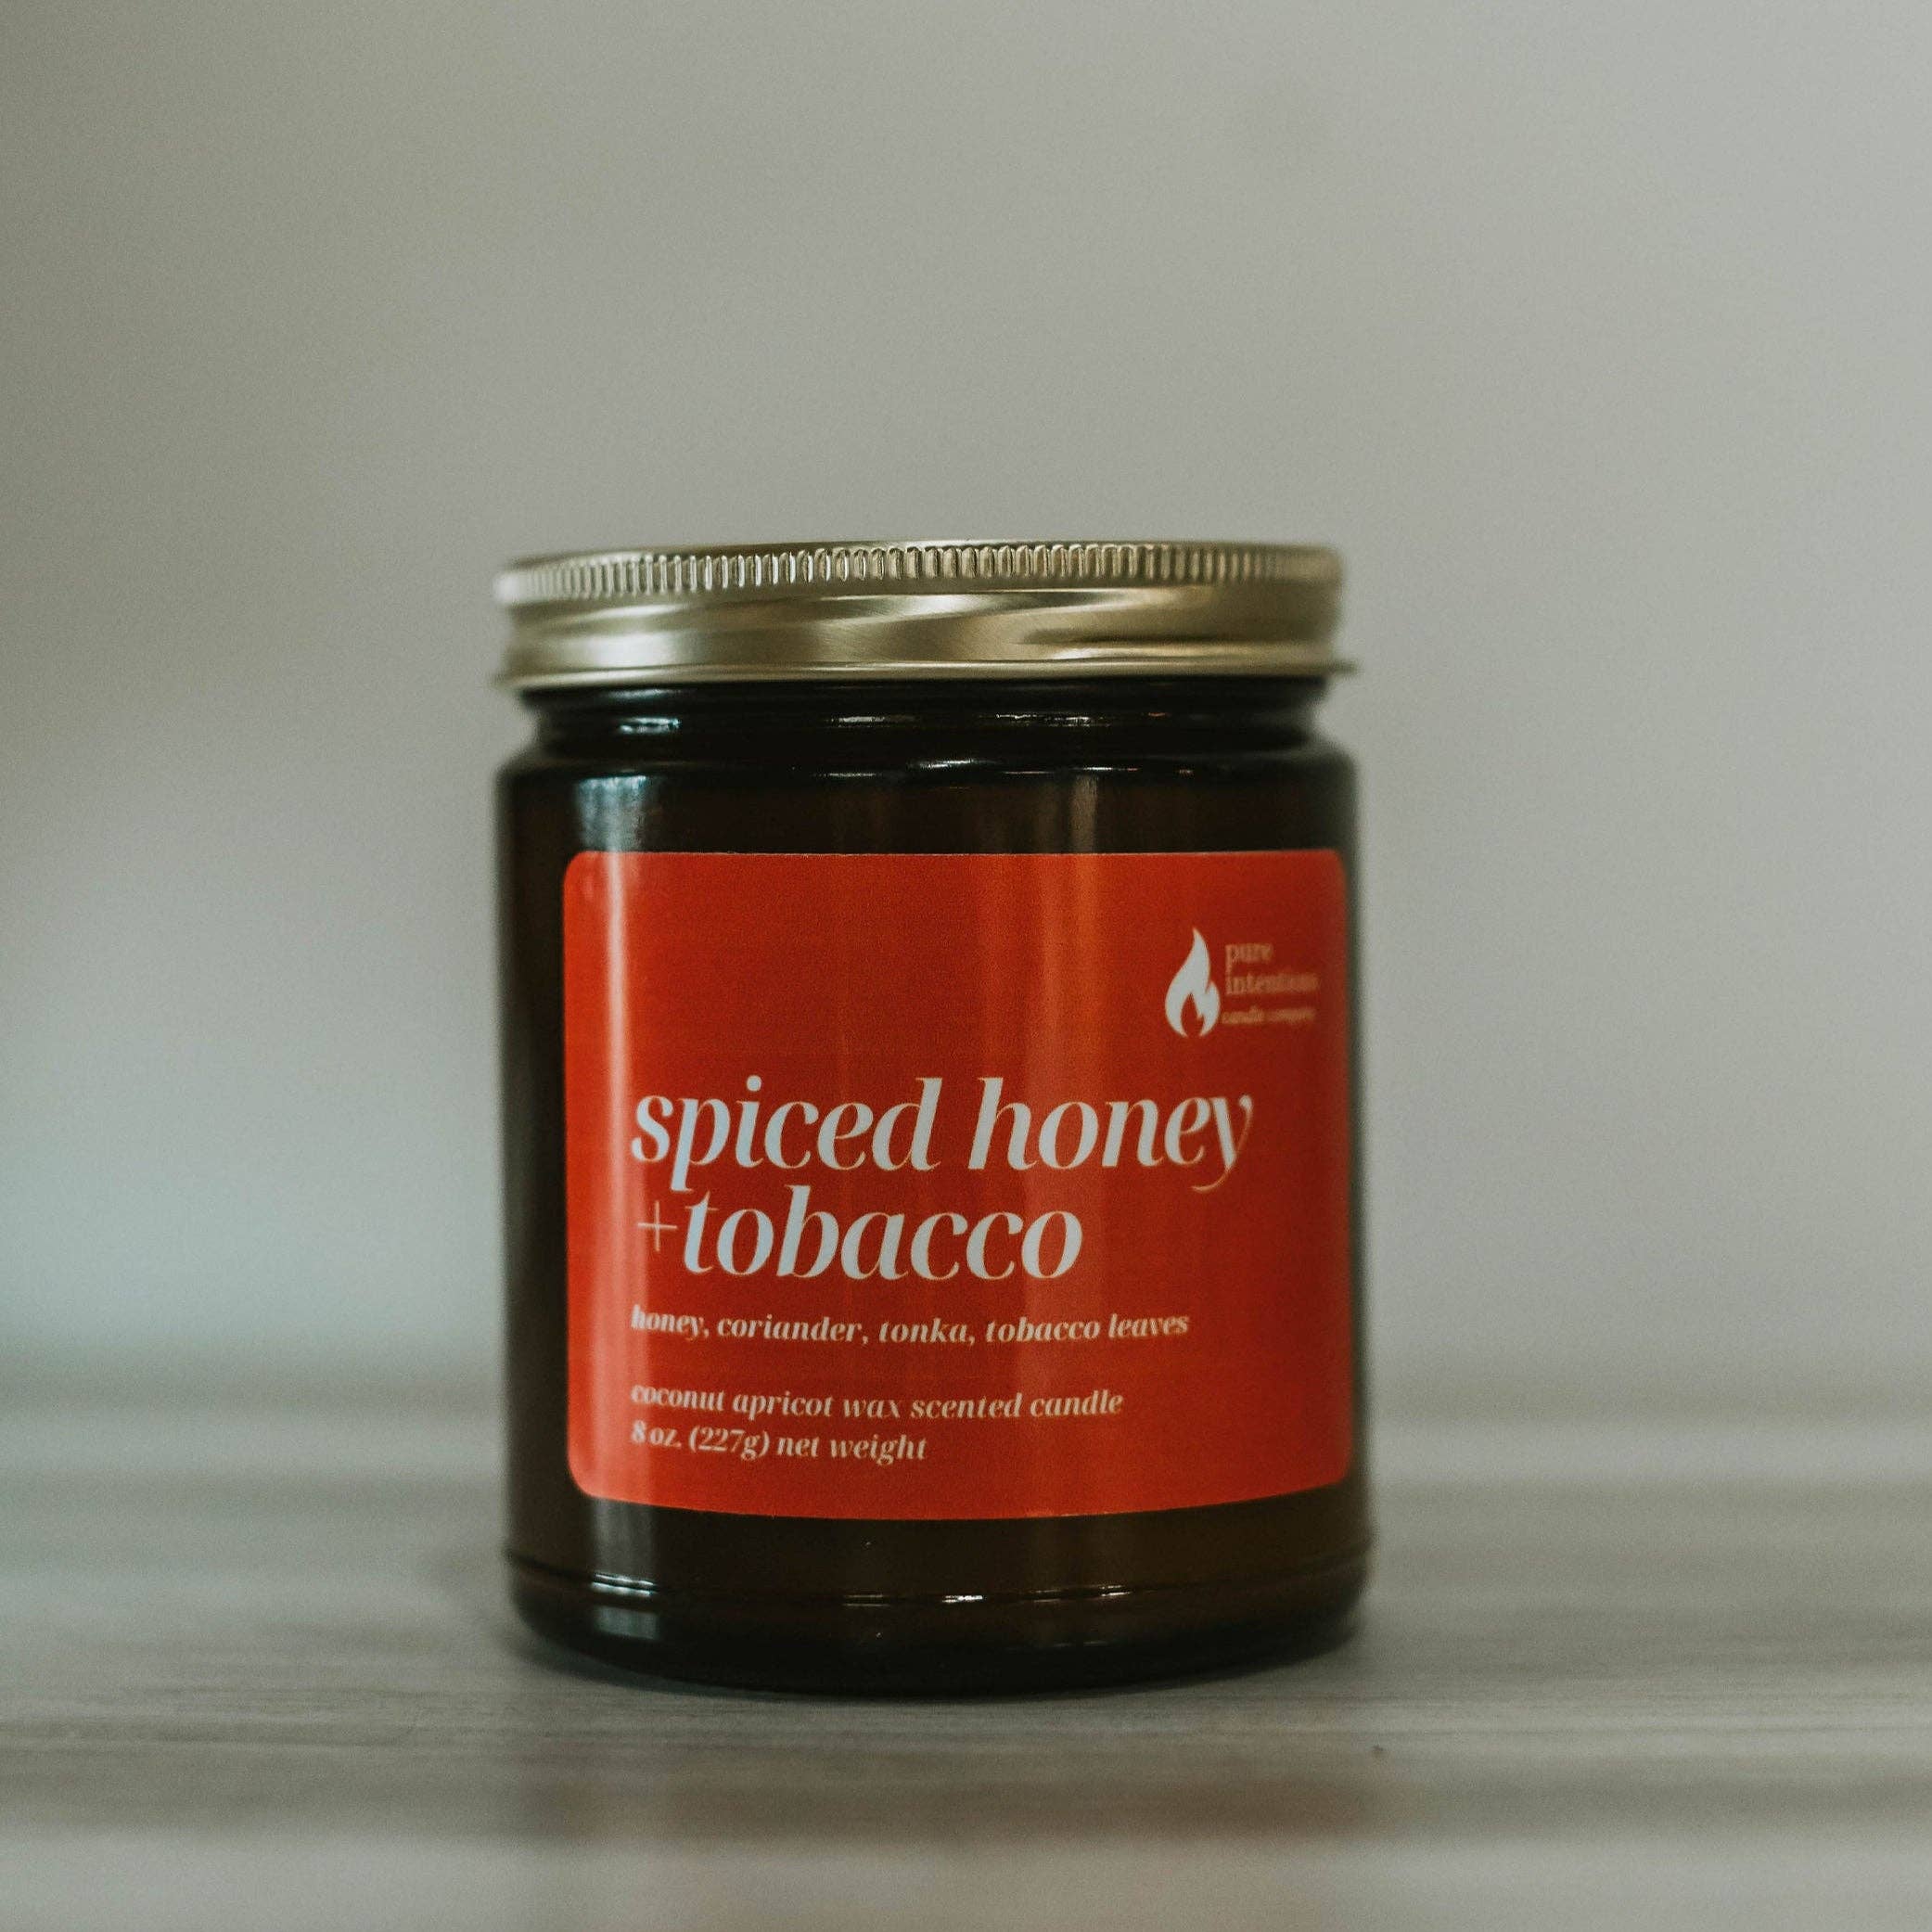 pure
intentions
candle company
spiced honey
+tobacco
honey, coriander, tonka, tobacco leaves
coconut apricot wax scented candle
8 oz. (227g) net weight